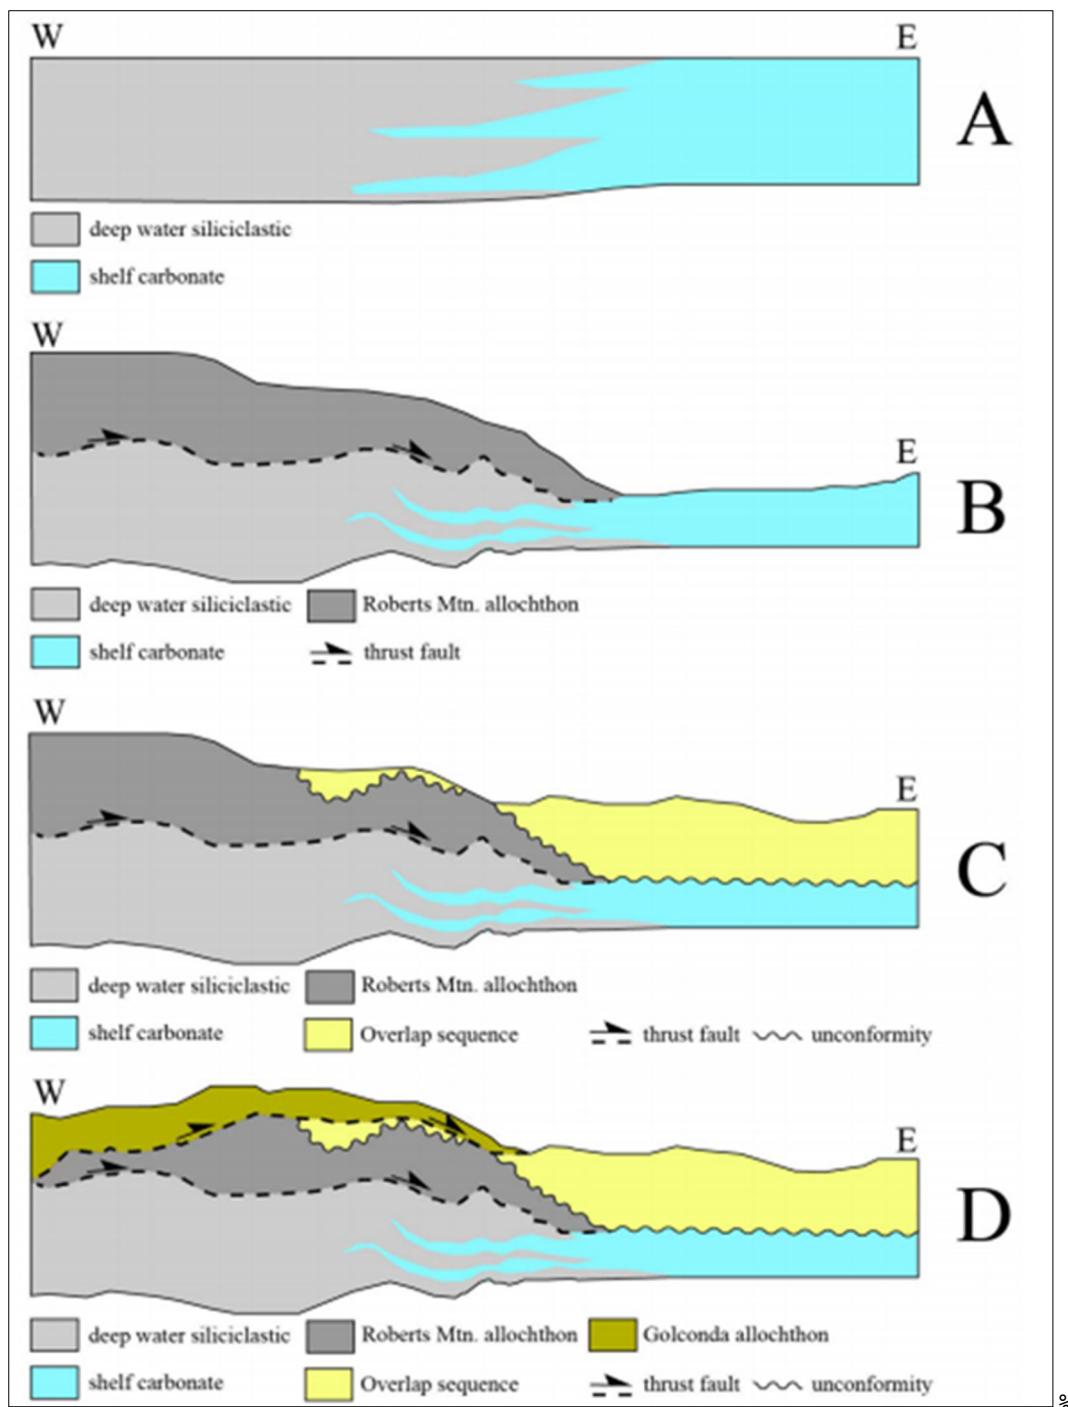 W E
A
deep water siliciclastic
shelf carbonate
W
E
B
deep water siliciclastic Roberts Mtn. allochthon
shelf carbonate thrust fault
W
E
C
deep water siliciclastic Roberts Mtn. allochthon
shelf carbonate Overlap sequence thrust fault unconformity
W
E
D
deep water siliciclastic Roberts Mtn. allochthon Golconda allochthon
shelf carbonate Overlap sequence thrust fault unconformity